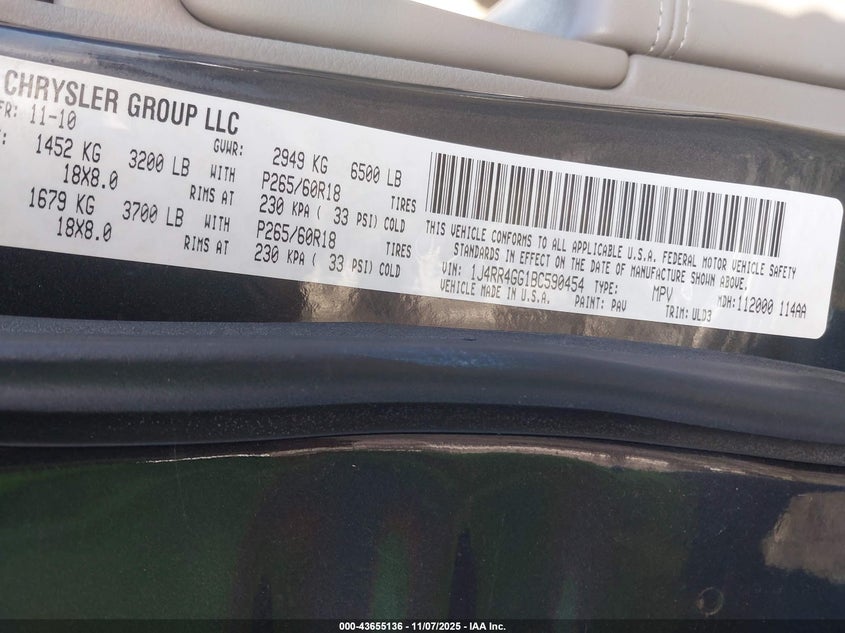 CHRYSLER GROUP LLC
FR: 11-10
GVWR: 2949 KG 6500 LB
1452 KG 3200 LB WITH P265/60R18 TIRES
18X8.0 RIMS AT 230 KPA ( 33 PSI) COLD
1679 KG 3700 LB WITH P265/60R18 TIRES
18X8.0 RIMS AT 230 KPA ( 33 PSI) COLD
THIS VEHICLE CONFORMS TO ALL APPLICABLE U.S.A. FEDERAL MOTOR VEHICLE SAFETY
STANDARDS IN EFFECT ON THE DATE OF MANUFACTURE SHOWN ABOVE.
VIN: 1J4RR4GG1BC590454 TYPE: MPV MDH:112000 114AA
VEHICLE MADE IN U.S.A. PAINT: PAV TRIM: ULD3
000-43655136 - 11/07/2025 - IAA Inc.